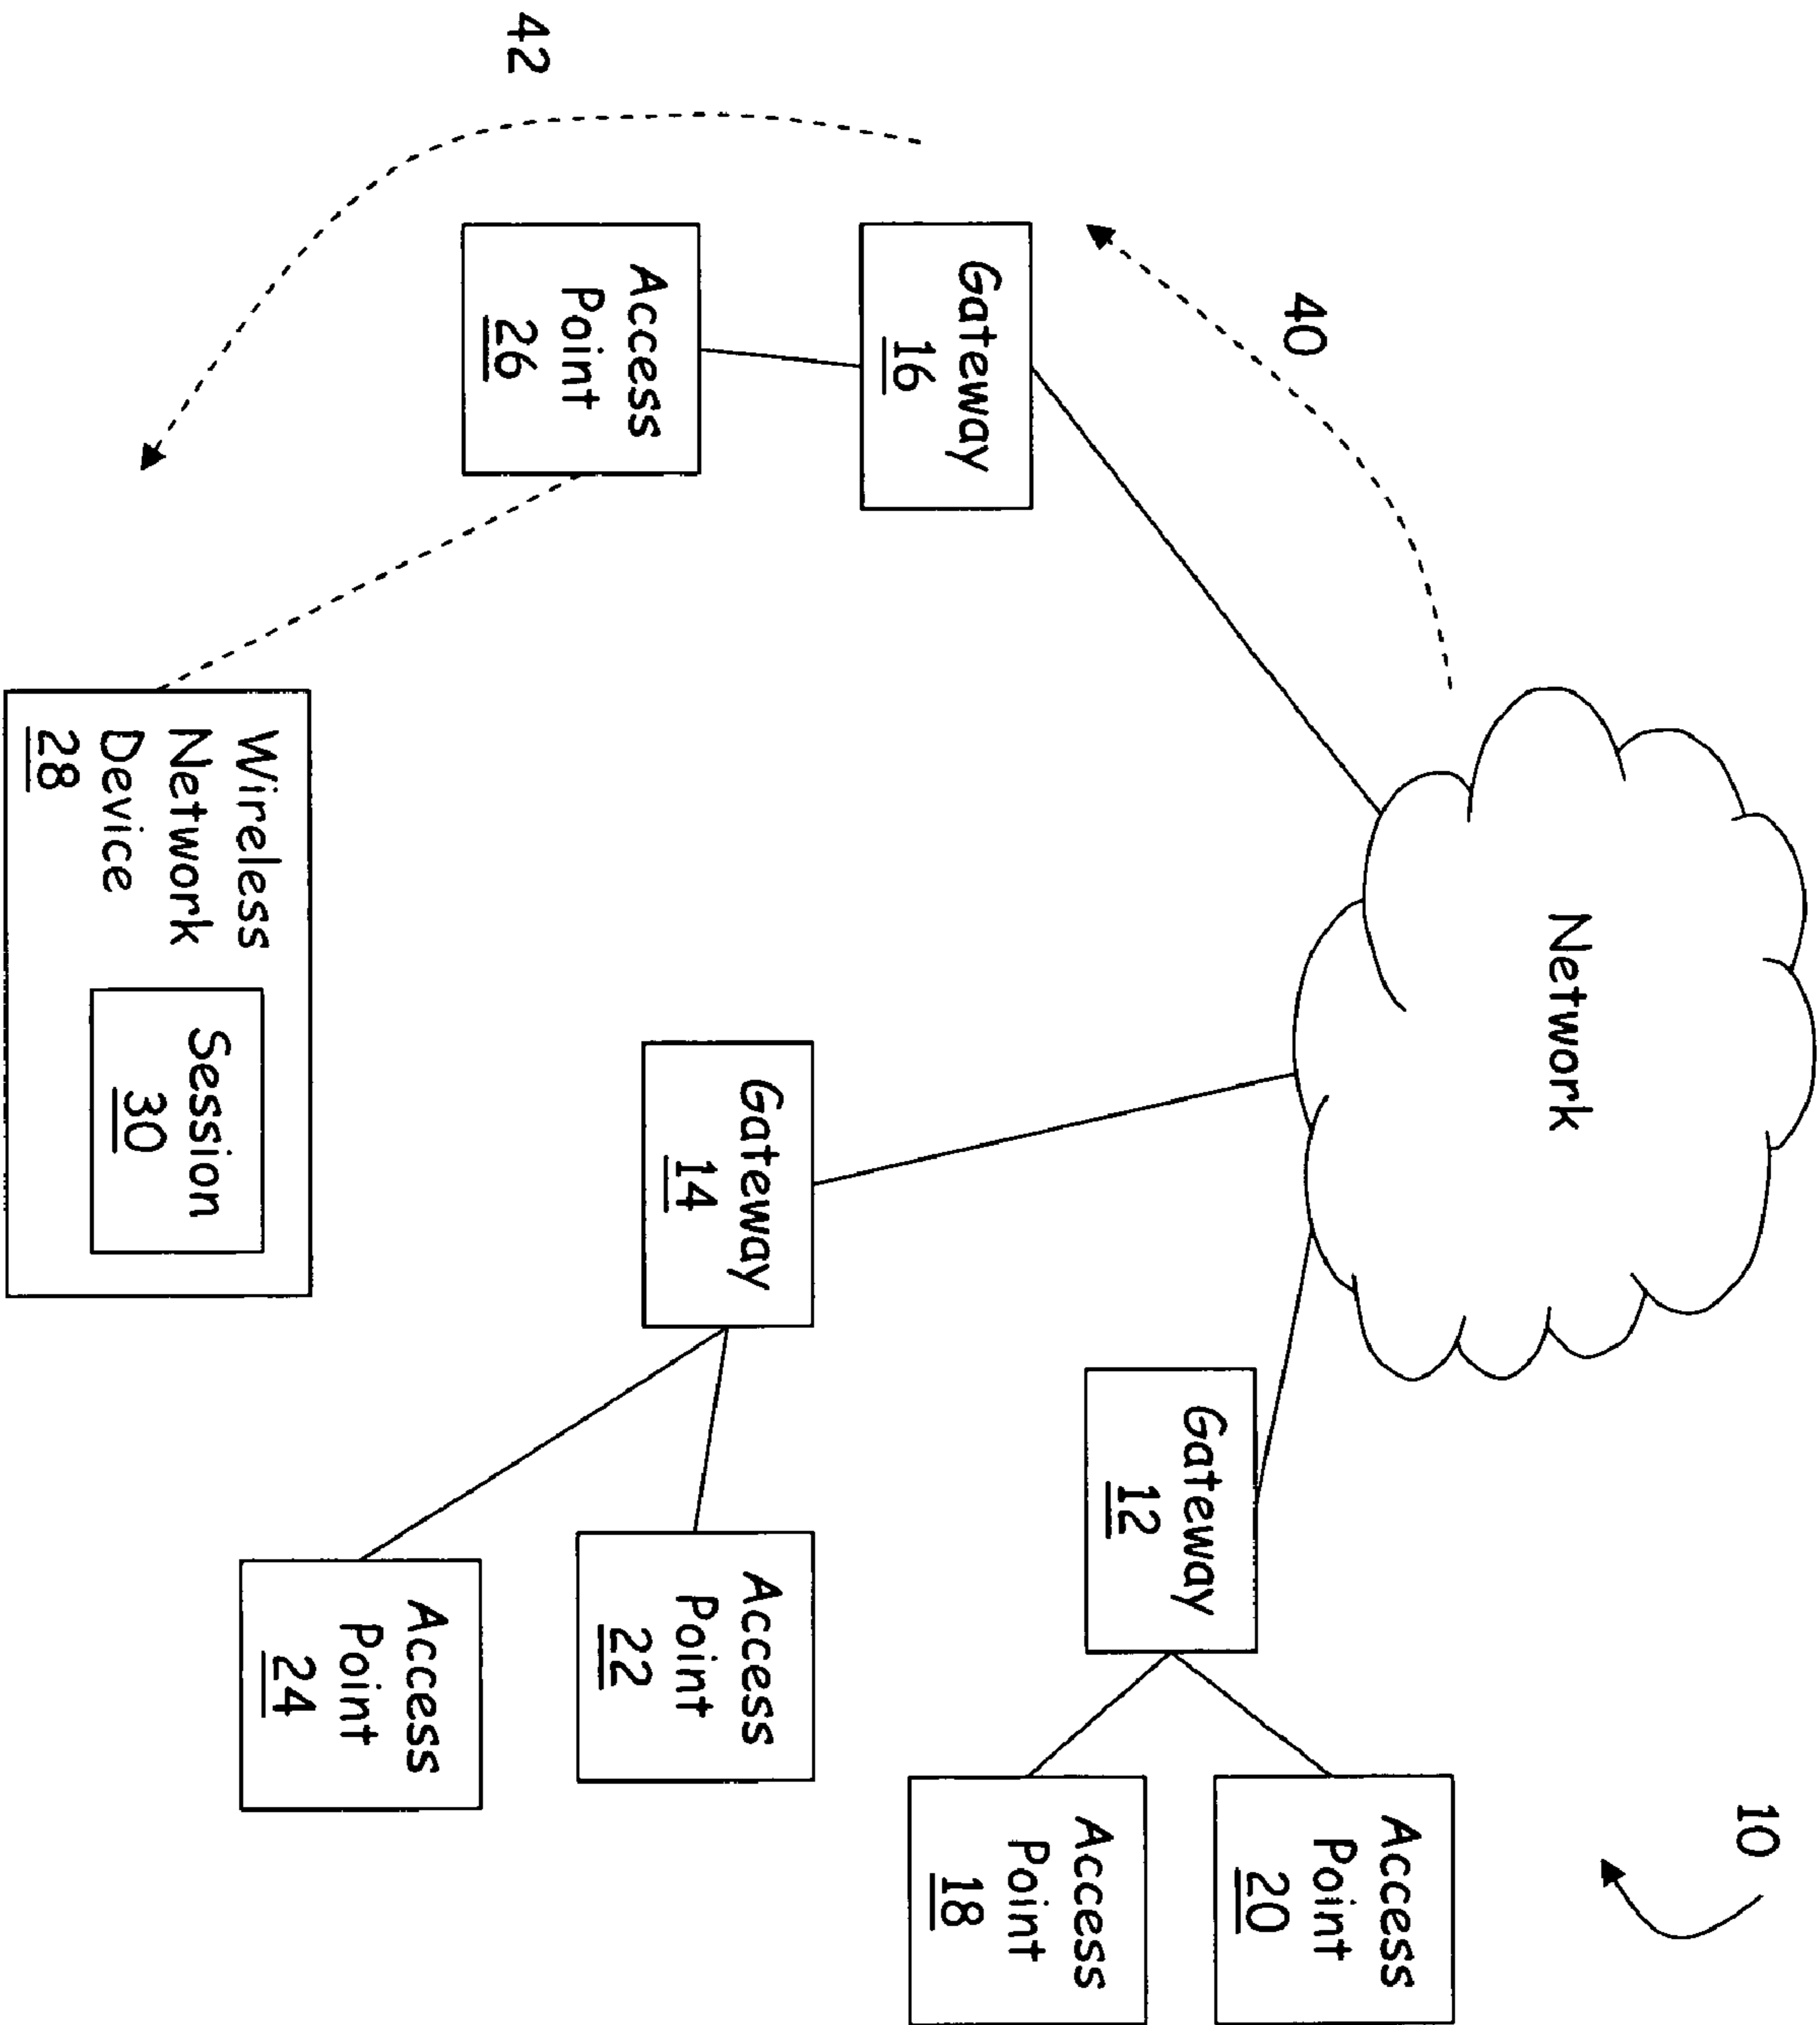 10
Network
Access
Point
20
Gateway
12
Access
Point
18
40
Gateway
16
Gateway
14
Access
Point
22
Access
Point
26
Access
Point
24
42
Wireless
Network
Device
28
Session
30